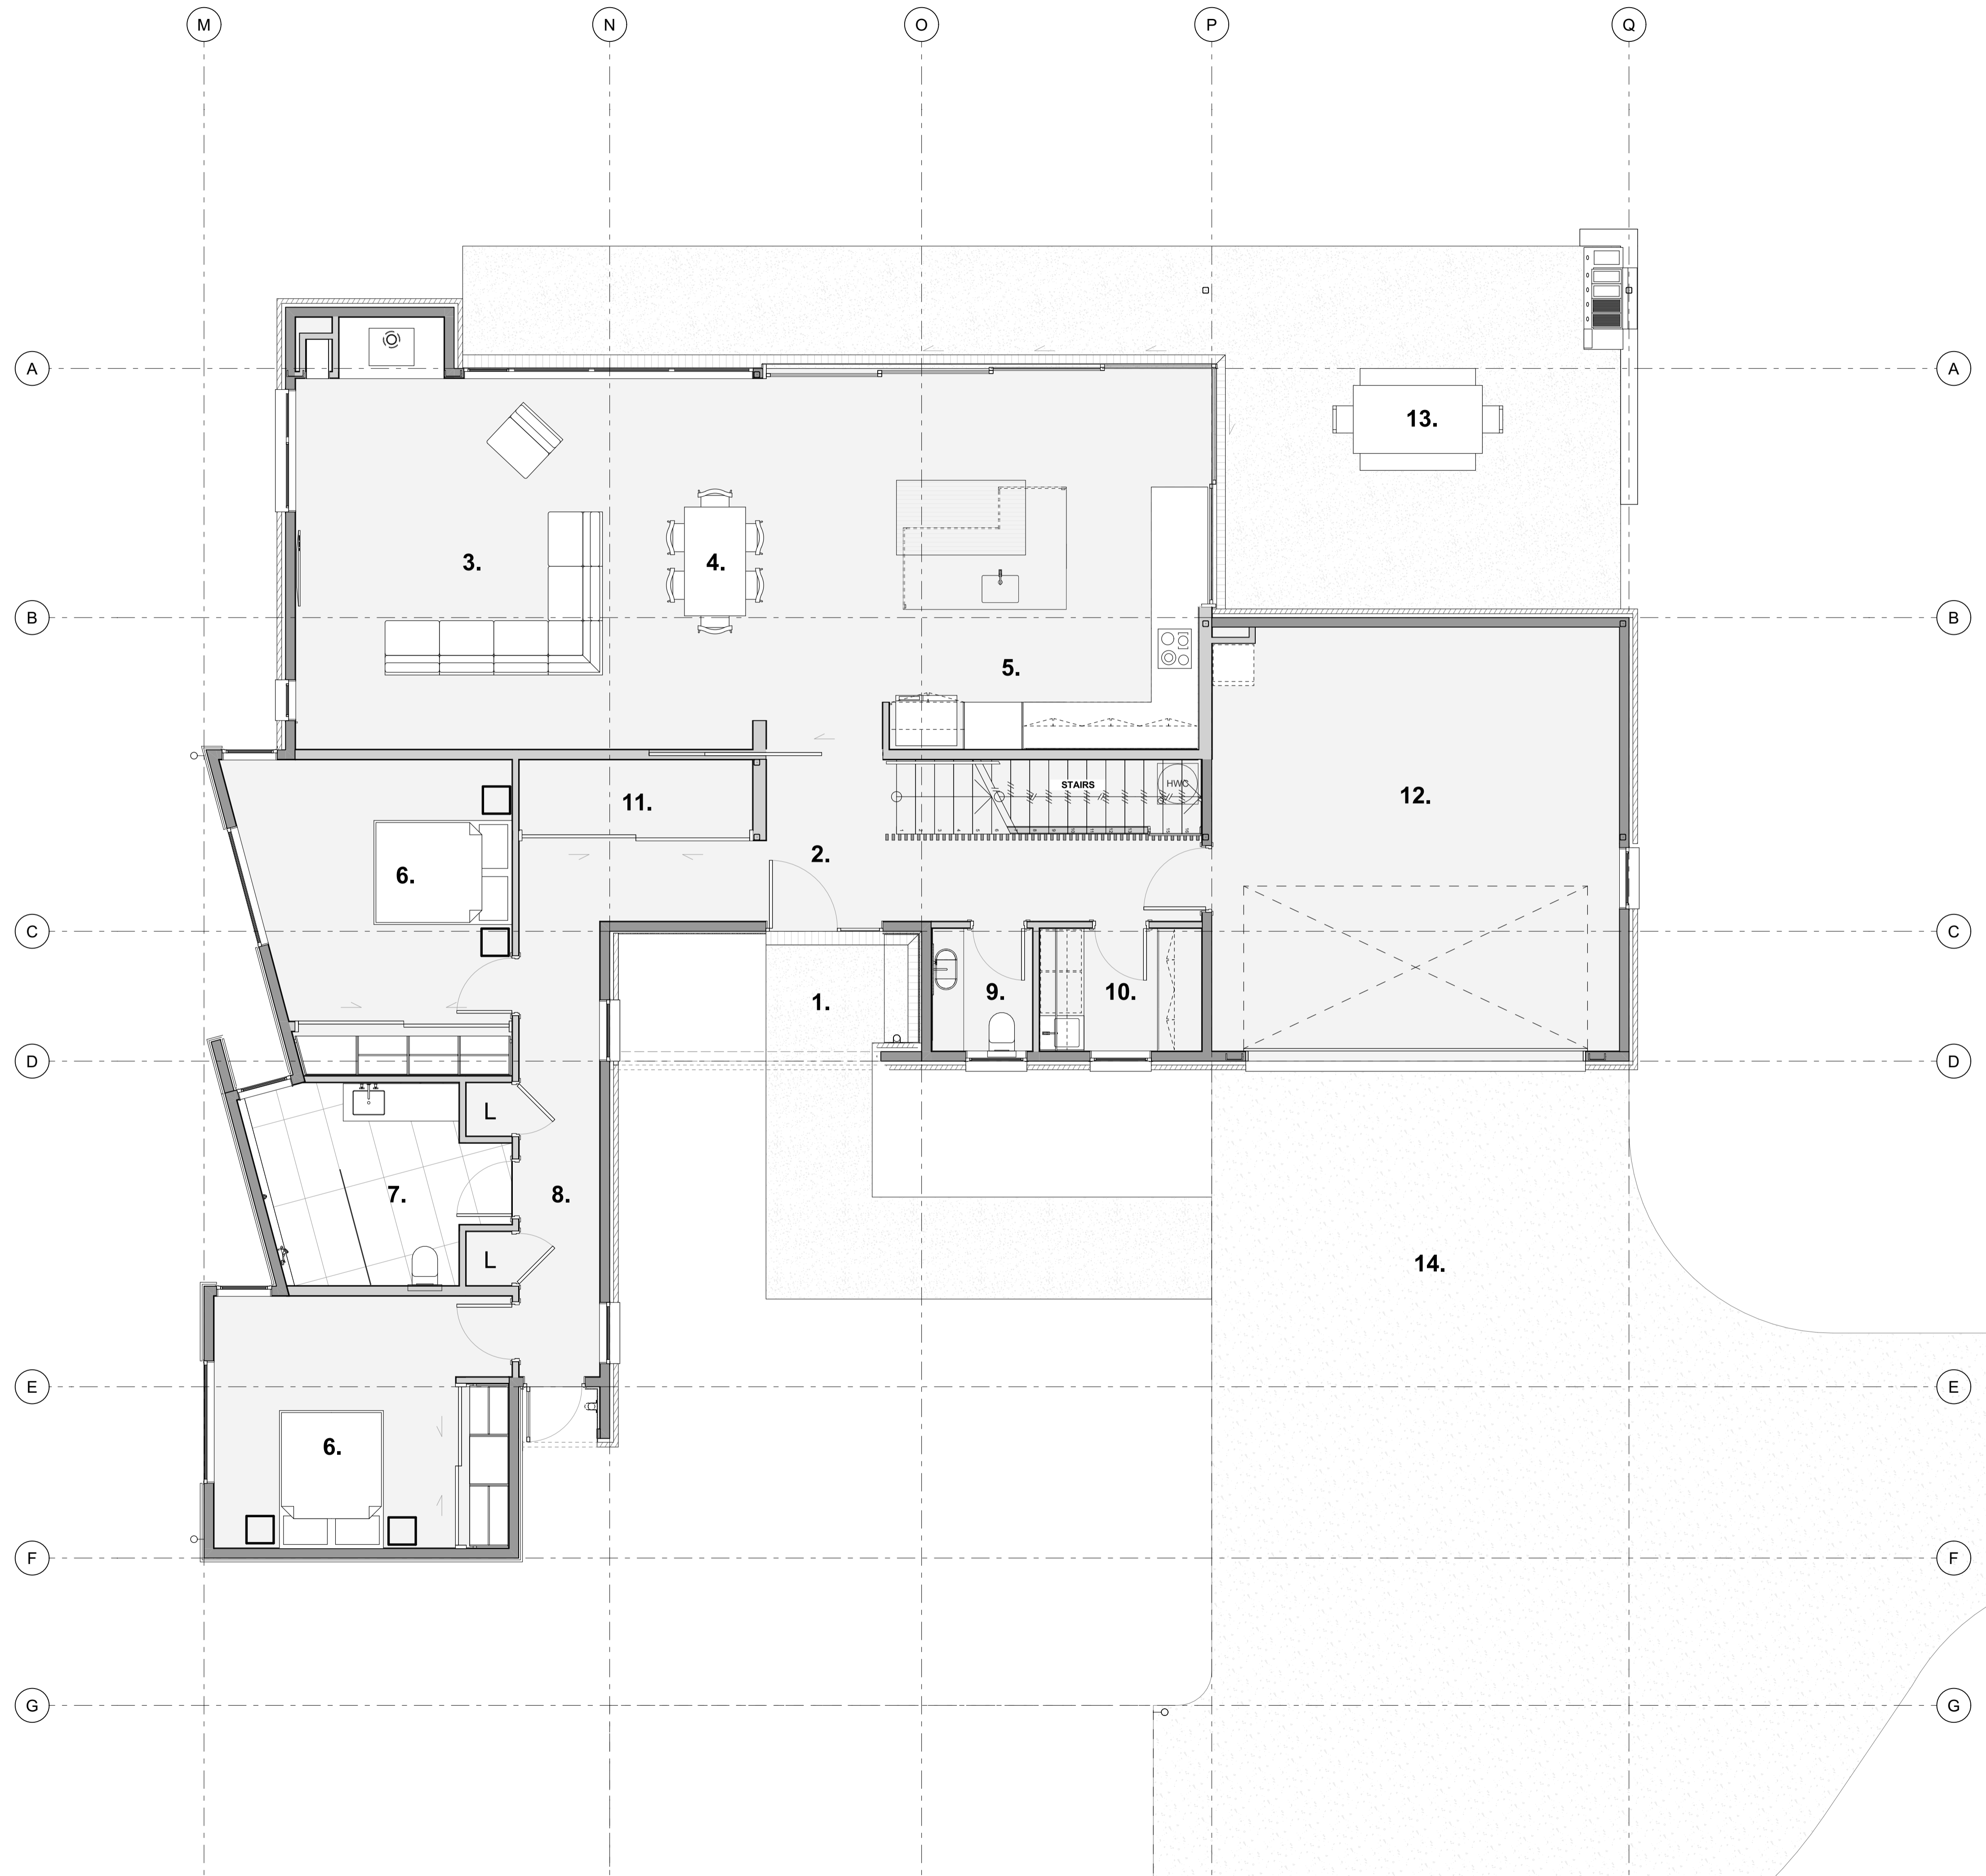 M N O P Q
A A
13.
3. 4.
B B
5.
STAIRS HWC
11. 12.
2.
6.
C C
1. 9. 10.
D D
L
7. 8.
L
14.
E E
6.
F F
G G